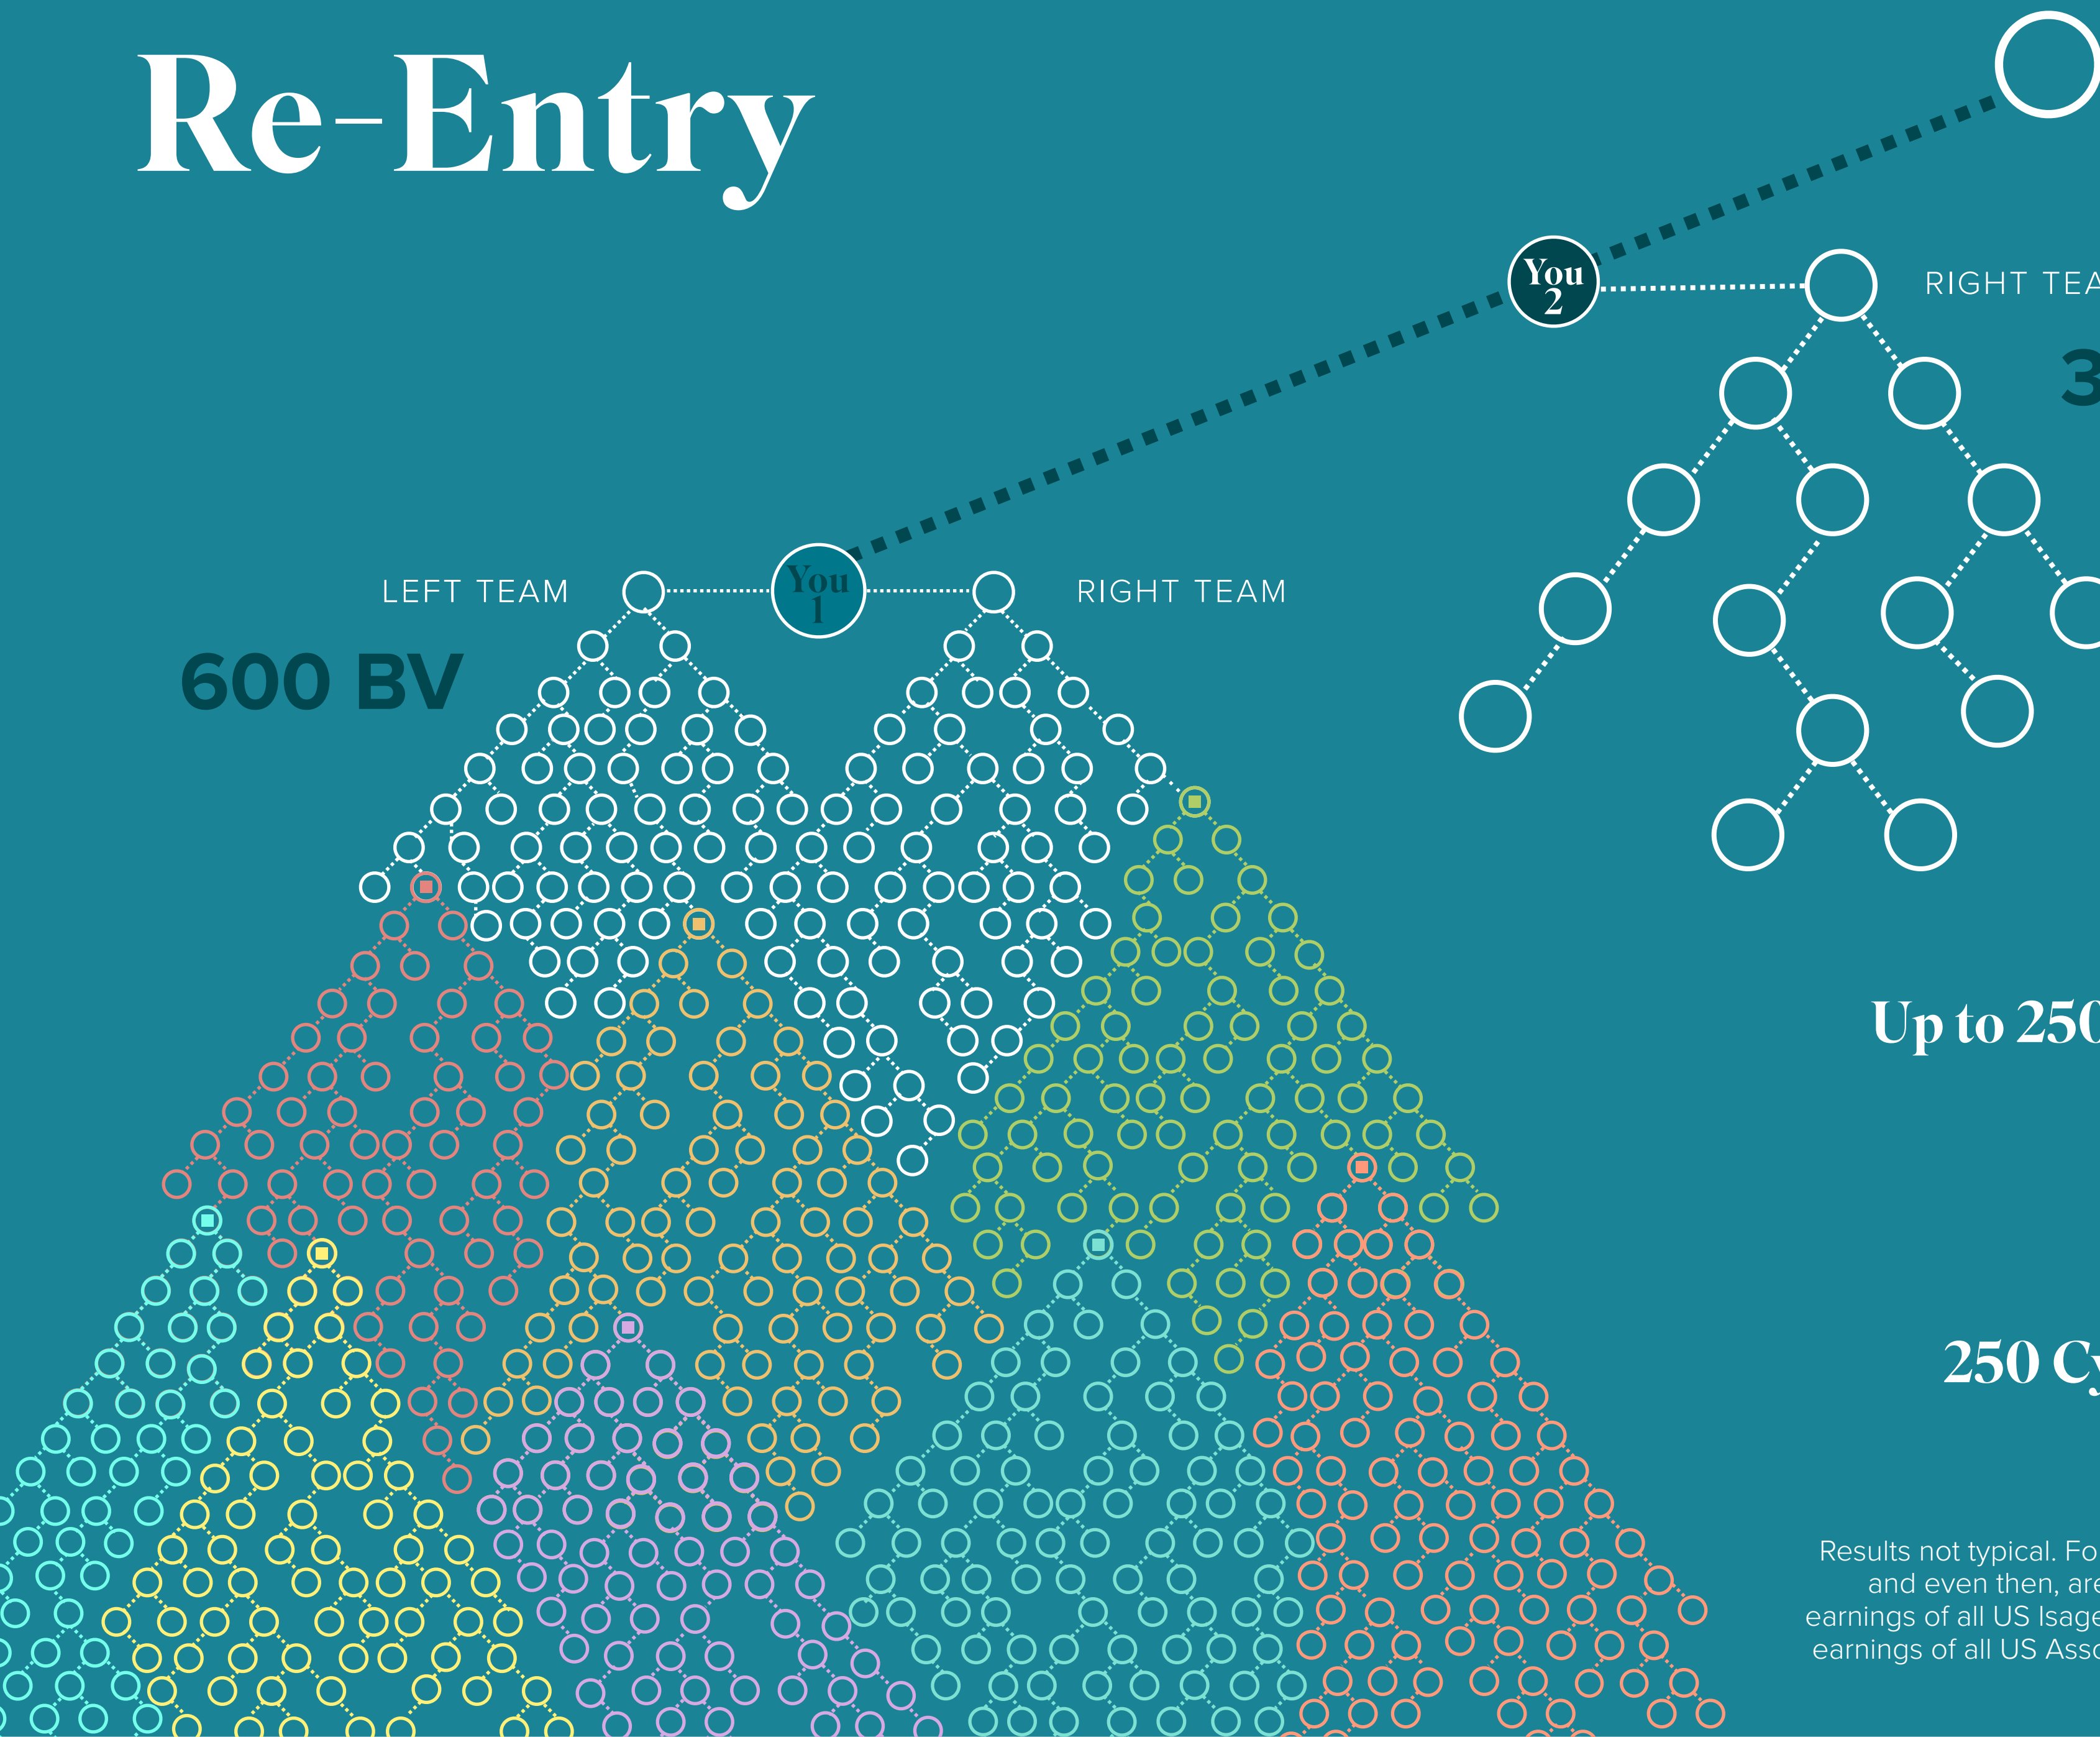 Re-Entry
You
2
RIGHT TEA
3
LEFT TEAM
You
1
RIGHT TEAM
600 BV
Up to 250
250 Cy
Results not typical. Fo
and even then, are
earnings of all US Isage
earnings of all US Asso